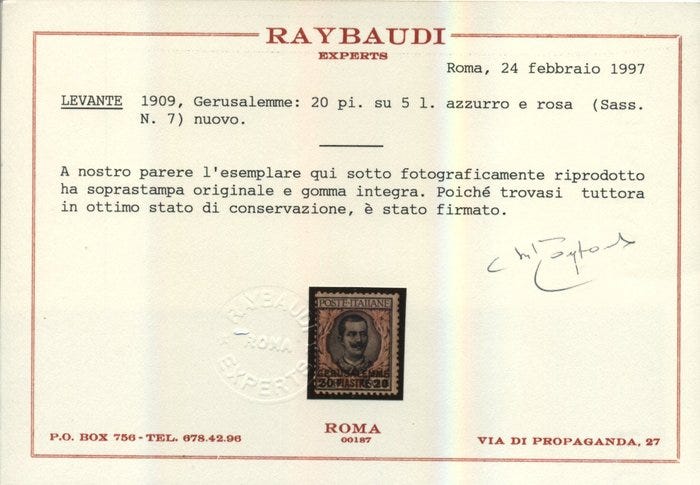 RAYBAUDI
EXPERTS
Roma, 24 febbraio 1997
LEVANTE 1909, Gerusalemme: 20 pi. su 5 l. azzurro e rosa (Sass.
N. 7) nuovo.
A nostro parere l'esemplare qui sotto fotograficamente riprodotto
ha soprastampa originale e gomma integra. Poiché trovasi tuttora
in ottimo stato di conservazione, è stato firmato.
RAYBAUDI
ROMA
EXPERTS
POSTE·ITALIANE
GERUSALEMME
20 PIASTRE 20
ROMA
00187
P.O. BOX 756 - TEL. 678.42.96
VIA DI PROPAGANDA, 27